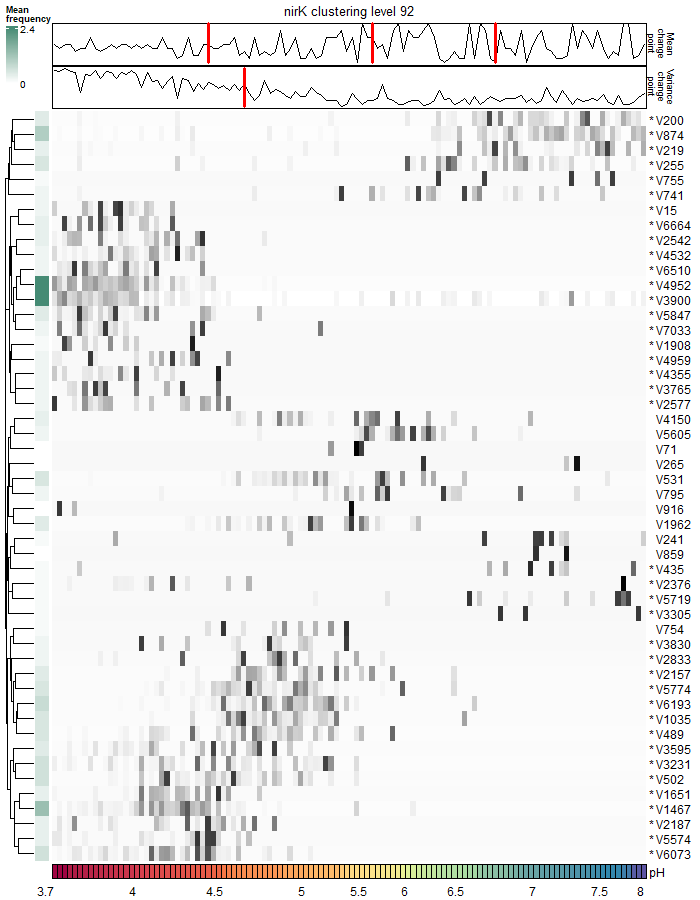 Mean
frequency
2.4
0
nirK clustering level 92
Mean
change
point
Variance
change
point
* V200
* V874
* V219
* V255
* V755
* V741
* V15
* V6664
* V2542
* V4532
* V6510
* V4952
* V3900
* V5847
* V7033
* V1908
* V4959
* V4355
* V3765
* V2577
V4150
V5605
V71
V265
V531
V795
V916
V1962
V241
V859
* V435
* V2376
* V5719
* V3305
V754
* V3830
* V2833
* V2157
* V5774
* V6193
* V1035
* V489
* V3595
* V3231
* V502
* V1651
* V1467
* V2187
* V5574
* V6073
pH
3.7 4 4.5 5 5.5 6 6.5 7 7.5 8